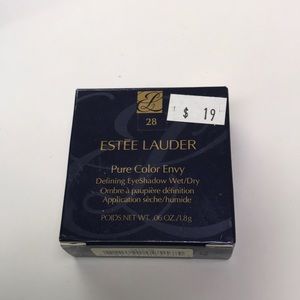 28
$ 19
ESTĒE LAUDER
Pure Color Envy
Defining EyeShadow Wet/Dry
Ombre à paupière définition
Application sèche/humide
POIDS NET WT. .06 OZ./1.8g